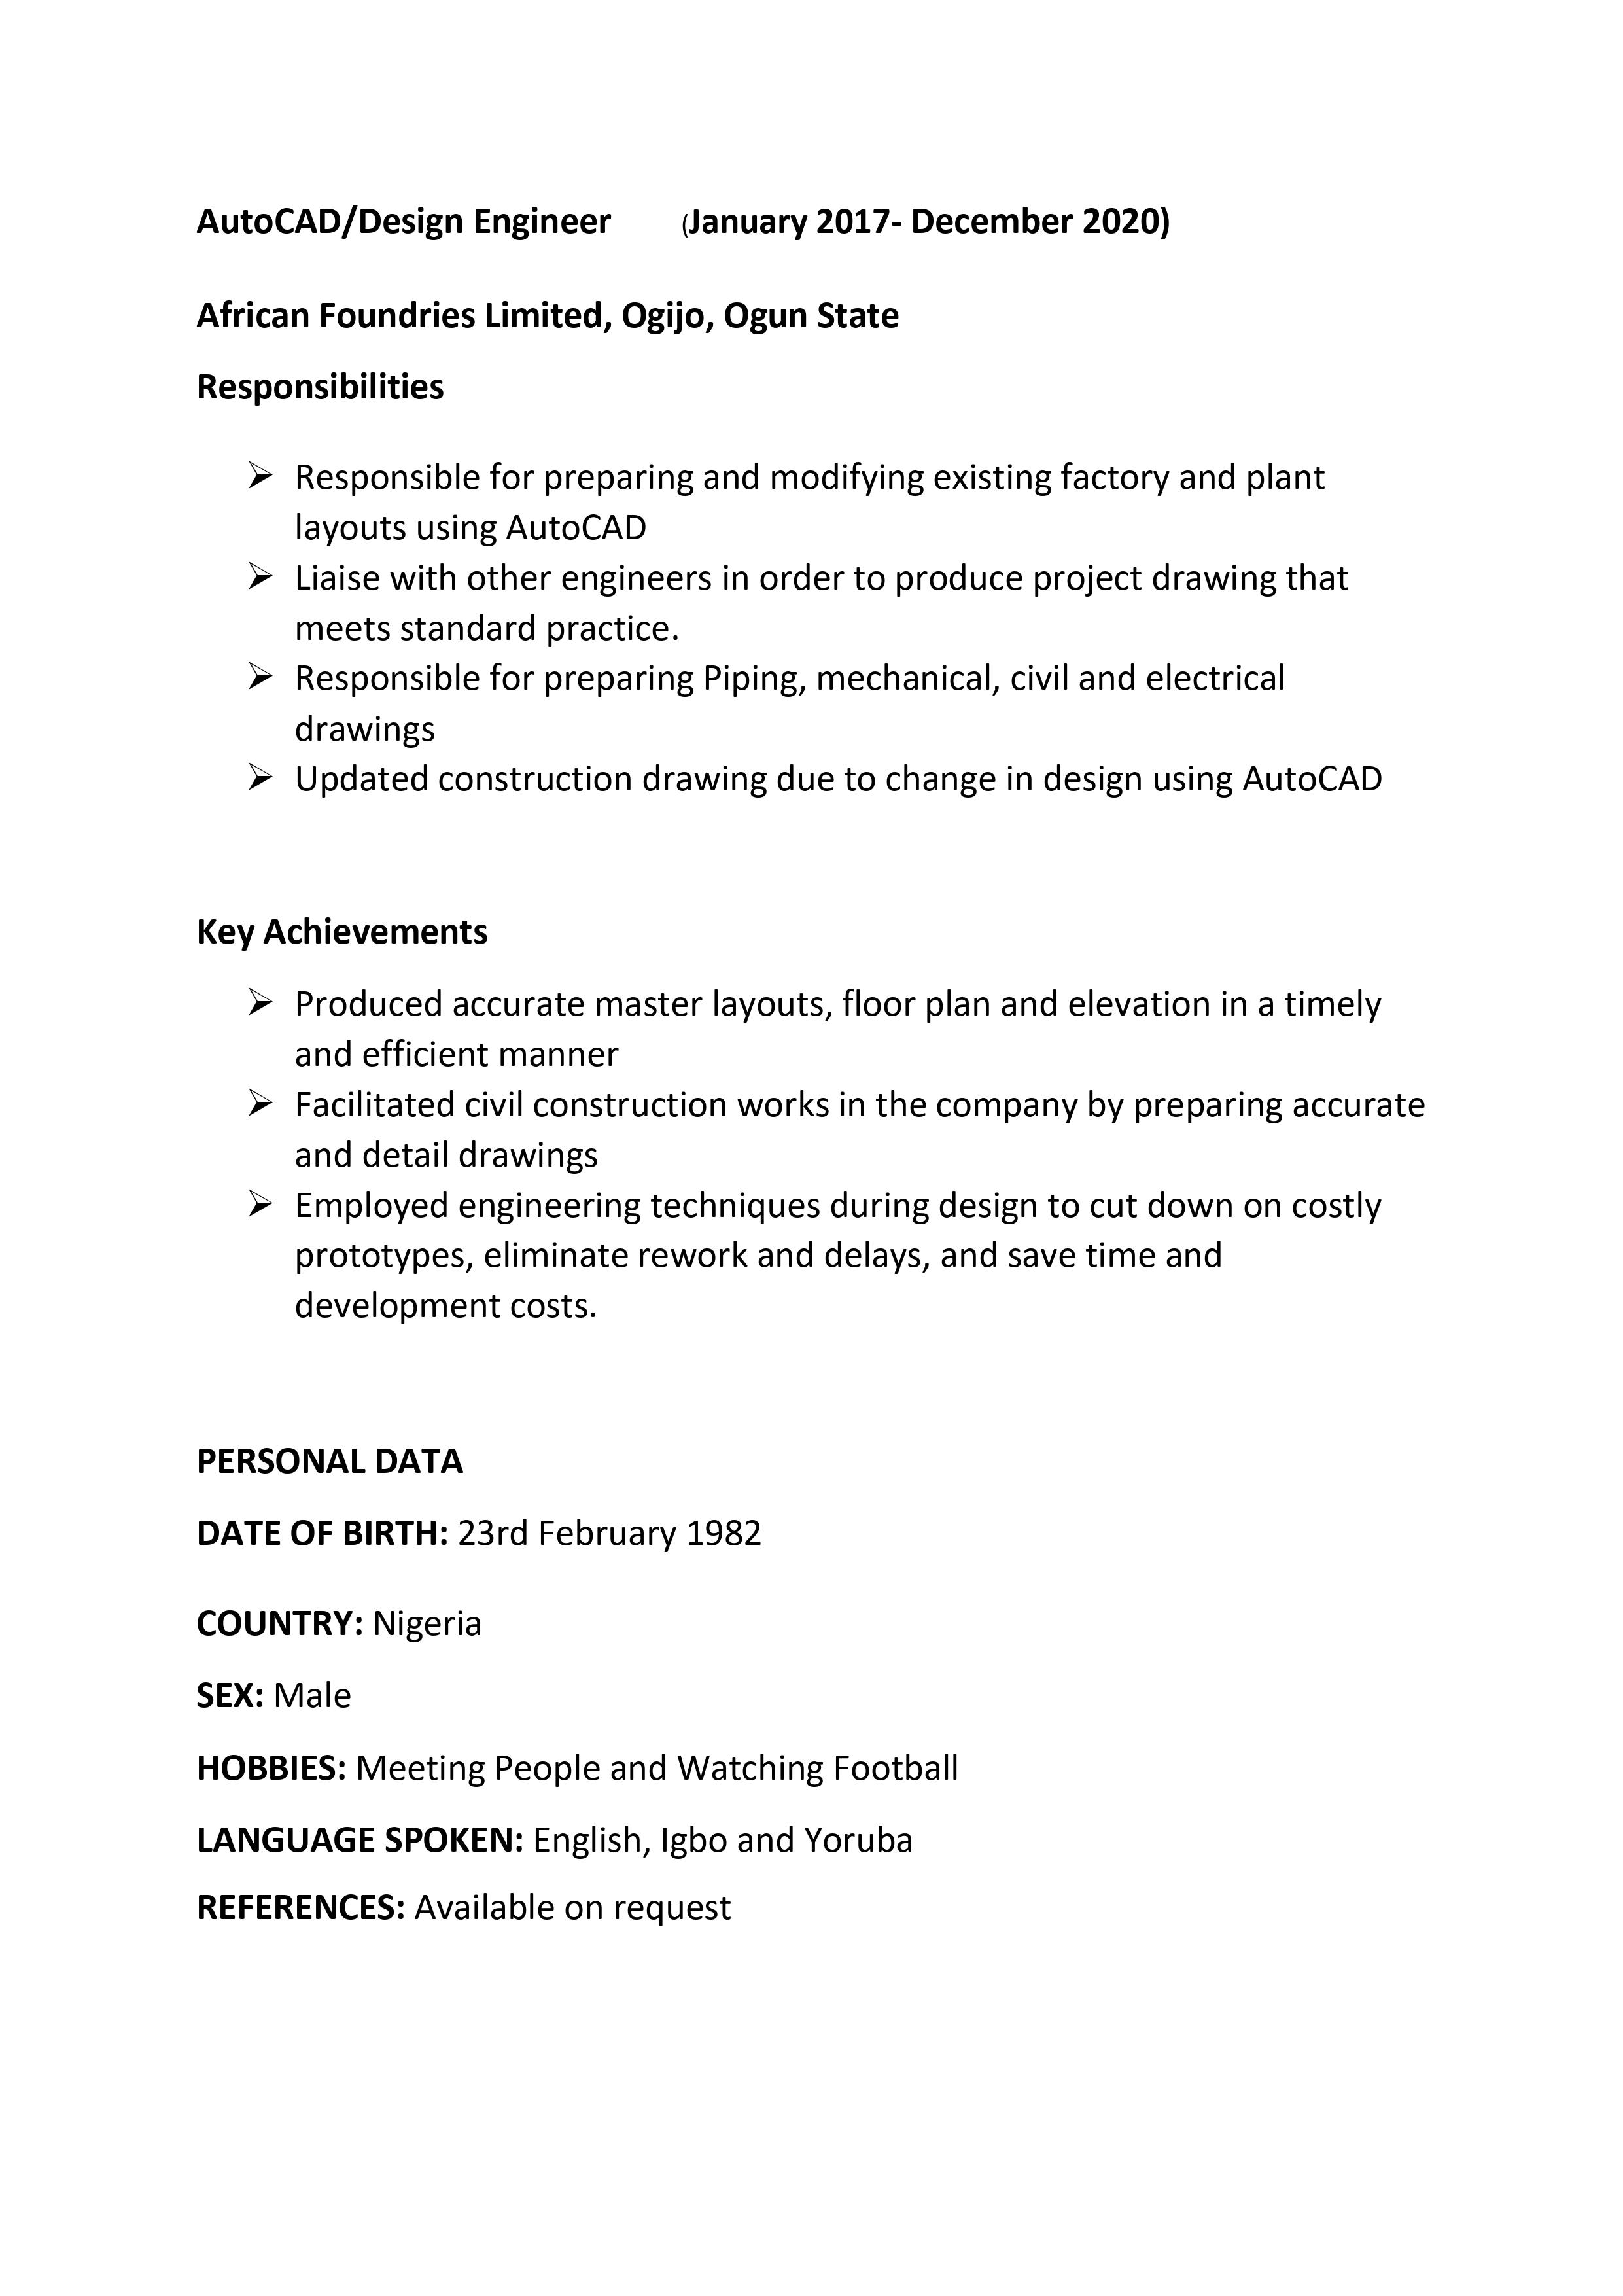 AutoCAD/Design Engineer (January 2017- December 2020)
African Foundries Limited, Ogijo, Ogun State
Responsibilities
➢ Responsible for preparing and modifying existing factory and plant
layouts using AutoCAD
➢ Liaise with other engineers in order to produce project drawing that
meets standard practice.
➢ Responsible for preparing Piping, mechanical, civil and electrical
drawings
➢ Updated construction drawing due to change in design using AutoCAD
Key Achievements
➢ Produced accurate master layouts, floor plan and elevation in a timely
and efficient manner
➢ Facilitated civil construction works in the company by preparing accurate
and detail drawings
➢ Employed engineering techniques during design to cut down on costly
prototypes, eliminate rework and delays, and save time and
development costs.
PERSONAL DATA
DATE OF BIRTH: 23rd February 1982
COUNTRY: Nigeria
SEX: Male
HOBBIES: Meeting People and Watching Football
LANGUAGE SPOKEN: English, Igbo and Yoruba
REFERENCES: Available on request